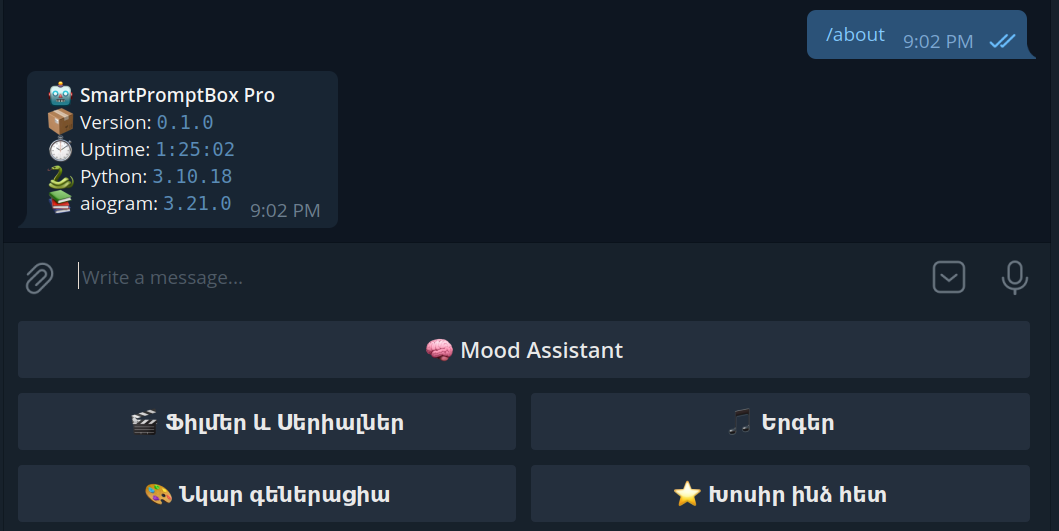 /about 9:02 PM
SmartPromptBox Pro
Version: 0.1.0
Uptime: 1:25:02
Python: 3.10.18
aiogram: 3.21.0 9:02 PM
Write a message...
Mood Assistant
Ֆիլմեր և Սերիալներ
Երգեր
Նկար գեներացիա
Խոսիր ինձ հետ